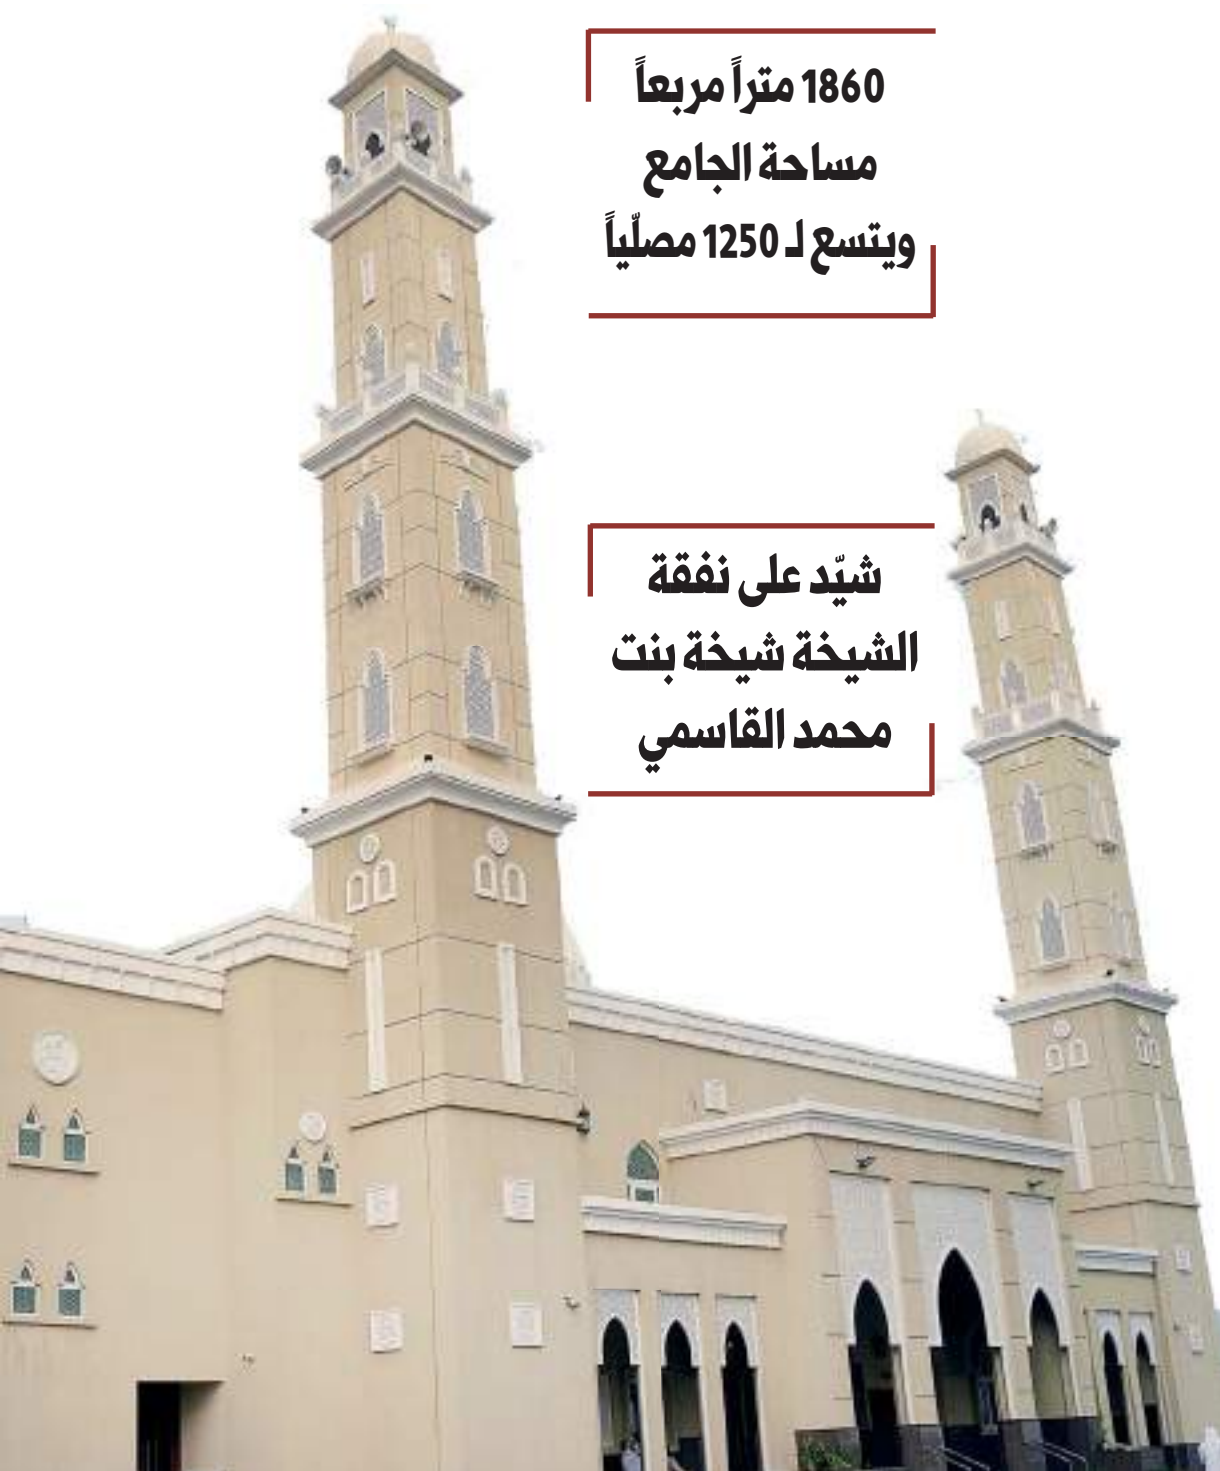 1860 متراً مربعاً
مساحة الجامع
ويتسع لـ 1250 مصلّياً
شيّد على نفقة
الشيخة شيخة بنت
محمد القاسمي